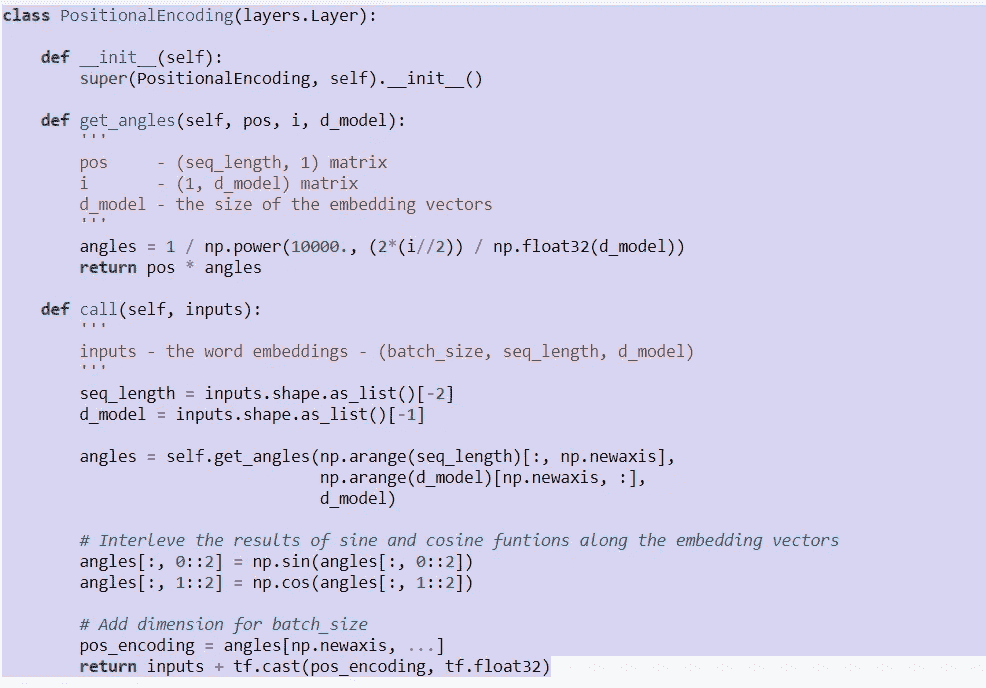 class PositionalEncoding(layers.Layer):
def __init__(self):
super(PositionalEncoding, self).__init__()
def get_angles(self, pos, i, d_model):
'''
pos      - (seq_length, 1) matrix
i        - (1, d_model) matrix
d_model - the size of the embedding vectors
'''
angles = 1 / np.power(10000., (2*(i//2)) / np.float32(d_model))
return pos * angles
def call(self, inputs):
'''
inputs - the word embeddings - (batch_size, seq_length, d_model)
'''
seq_length = inputs.shape.as_list()[-2]
d_model = inputs.shape.as_list()[-1]
angles = self.get_angles(np.arange(seq_length)[:, np.newaxis],
np.arange(d_model)[np.newaxis, :],
d_model)
# Interleve the results of sine and cosine funtions along the embedding vectors
angles[:, 0::2] = np.sin(angles[:, 0::2])
angles[:, 1::2] = np.cos(angles[:, 1::2])
# Add dimension for batch_size
pos_encoding = angles[np.newaxis, ...]
return inputs + tf.cast(pos_encoding, tf.float32)